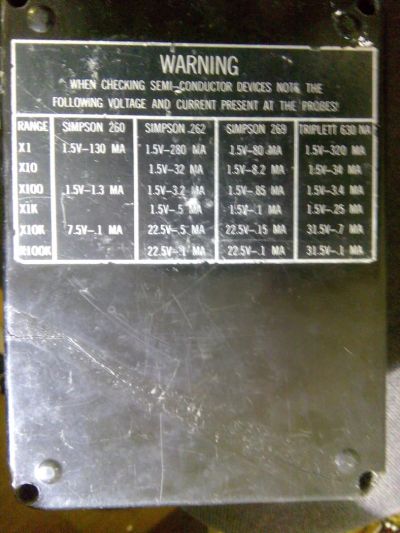 WARNING
WHEN CHECKING SEMI-CONDUCTOR DEVICES NOTE THE
FOLLOWING VOLTAGE AND CURRENT PRESENT AT THE PROBES!
RANGE SIMPSON 260 SIMPSON 262 SIMPSON 269 TRIPLETT 630 NA
X1 1.5V-130 MA 1.5V-280 MA 1.5V-80 MA 1.5V-320 MA
X10 1.5V-32 MA 1.5V-8.2 MA 1.5V-34 MA
X100 1.5V-1.3 MA 1.5V-3.2 MA 1.5V-.85 MA 1.5V-3.4 MA
X1K 1.5V-.5 MA 1.5V-.1 MA 1.5V-.25 MA
X10K 7.5V-.1 MA 22.5V-.5 MA 22.5V-.15 MA 31.5V-.7 MA
X100K 22.5V-.1 MA 22.5V-.1 MA 31.5V-.1 MA